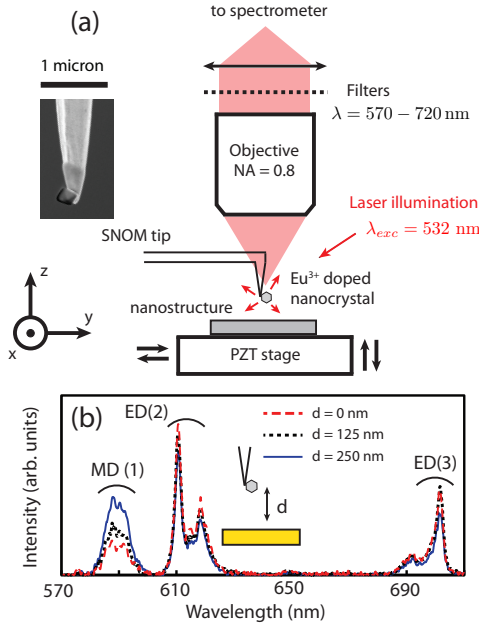 (a)
to spectrometer
1 micron
Filters
λ = 570 − 720 nm
Objective
NA = 0.8
Laser illumination
λexc = 532 nm
SNOM tip
Eu³⁺ doped
nanocrystal
nanostructure
z
y
x
PZT stage
(b)
ED(2)
MD (1)
ED(3)
d = 0 nm
d = 125 nm
d = 250 nm
d
Intensity (arb. units)
570 610 650 690
Wavelength (nm)